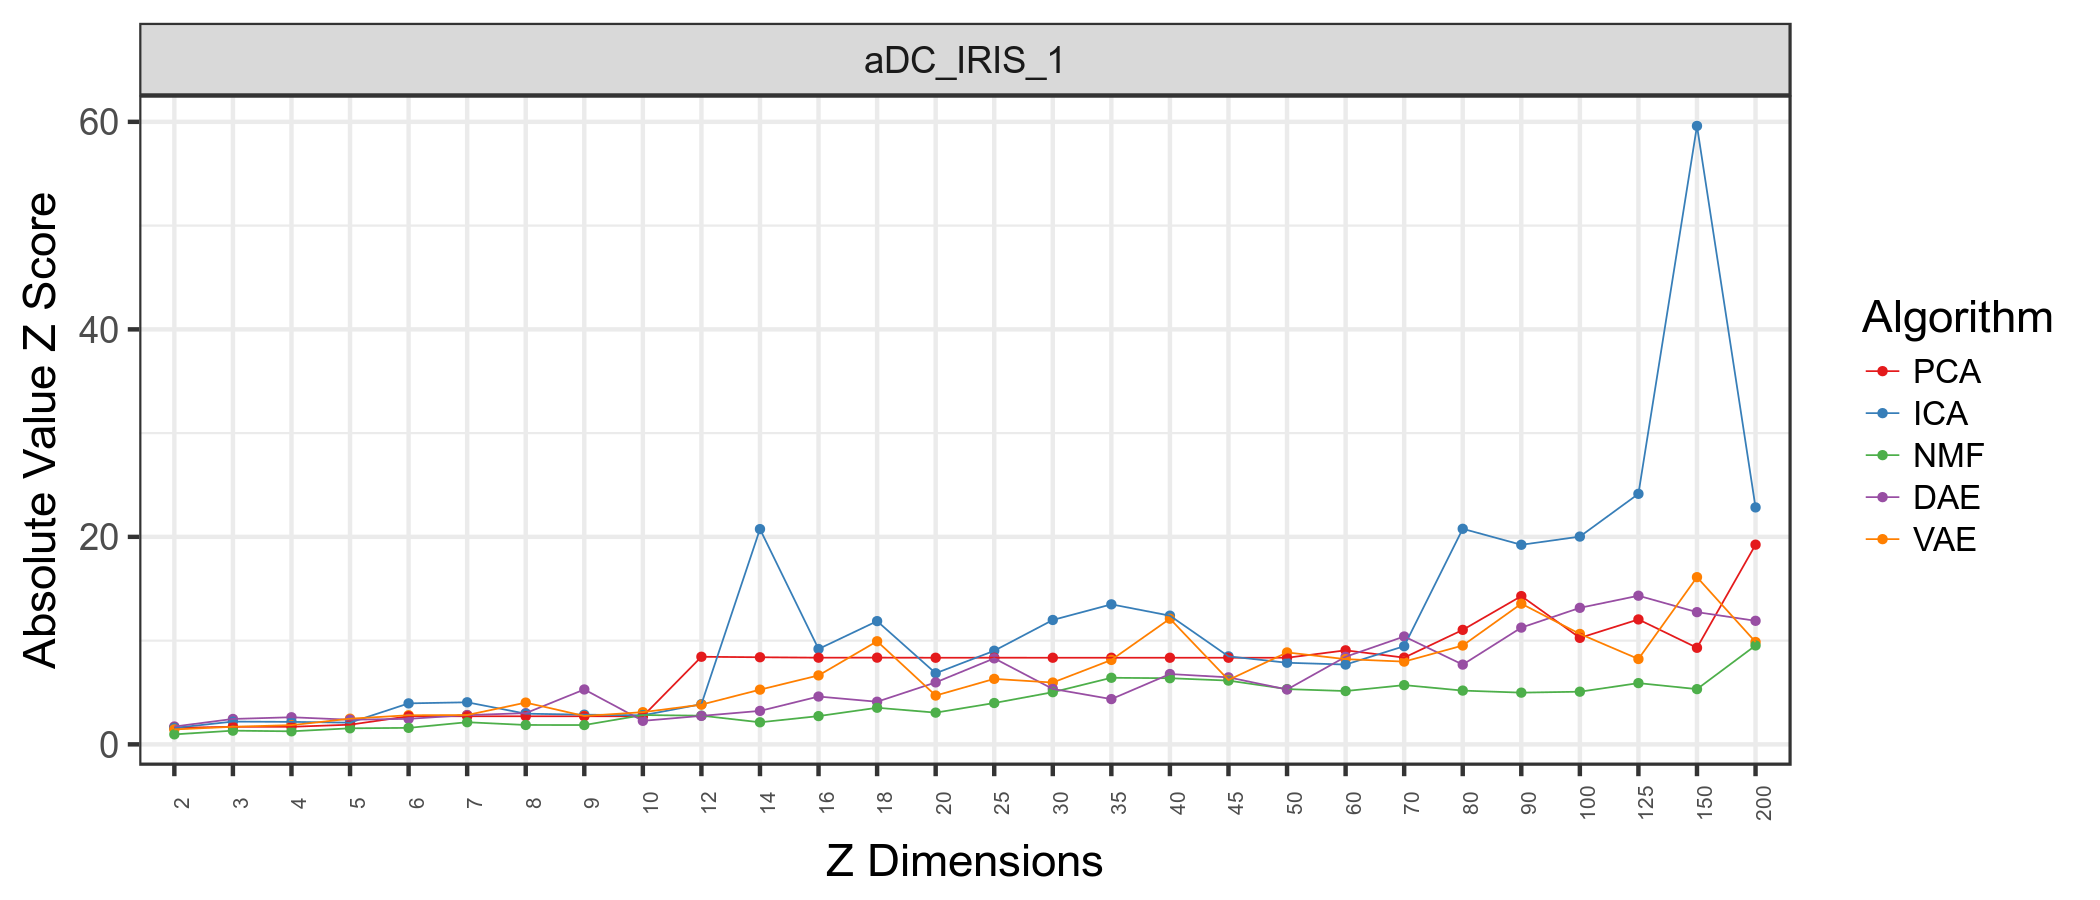 aDC_IRIS_1
Absolute Value Z Score
60
40
20
0
2 3 4 5 6 7 8 9 10 12 14 16 18 20 25 30 35 40 45 50 60 70 80 90 100 125 150 200
Z Dimensions
Algorithm
PCA
ICA
NMF
DAE
VAE